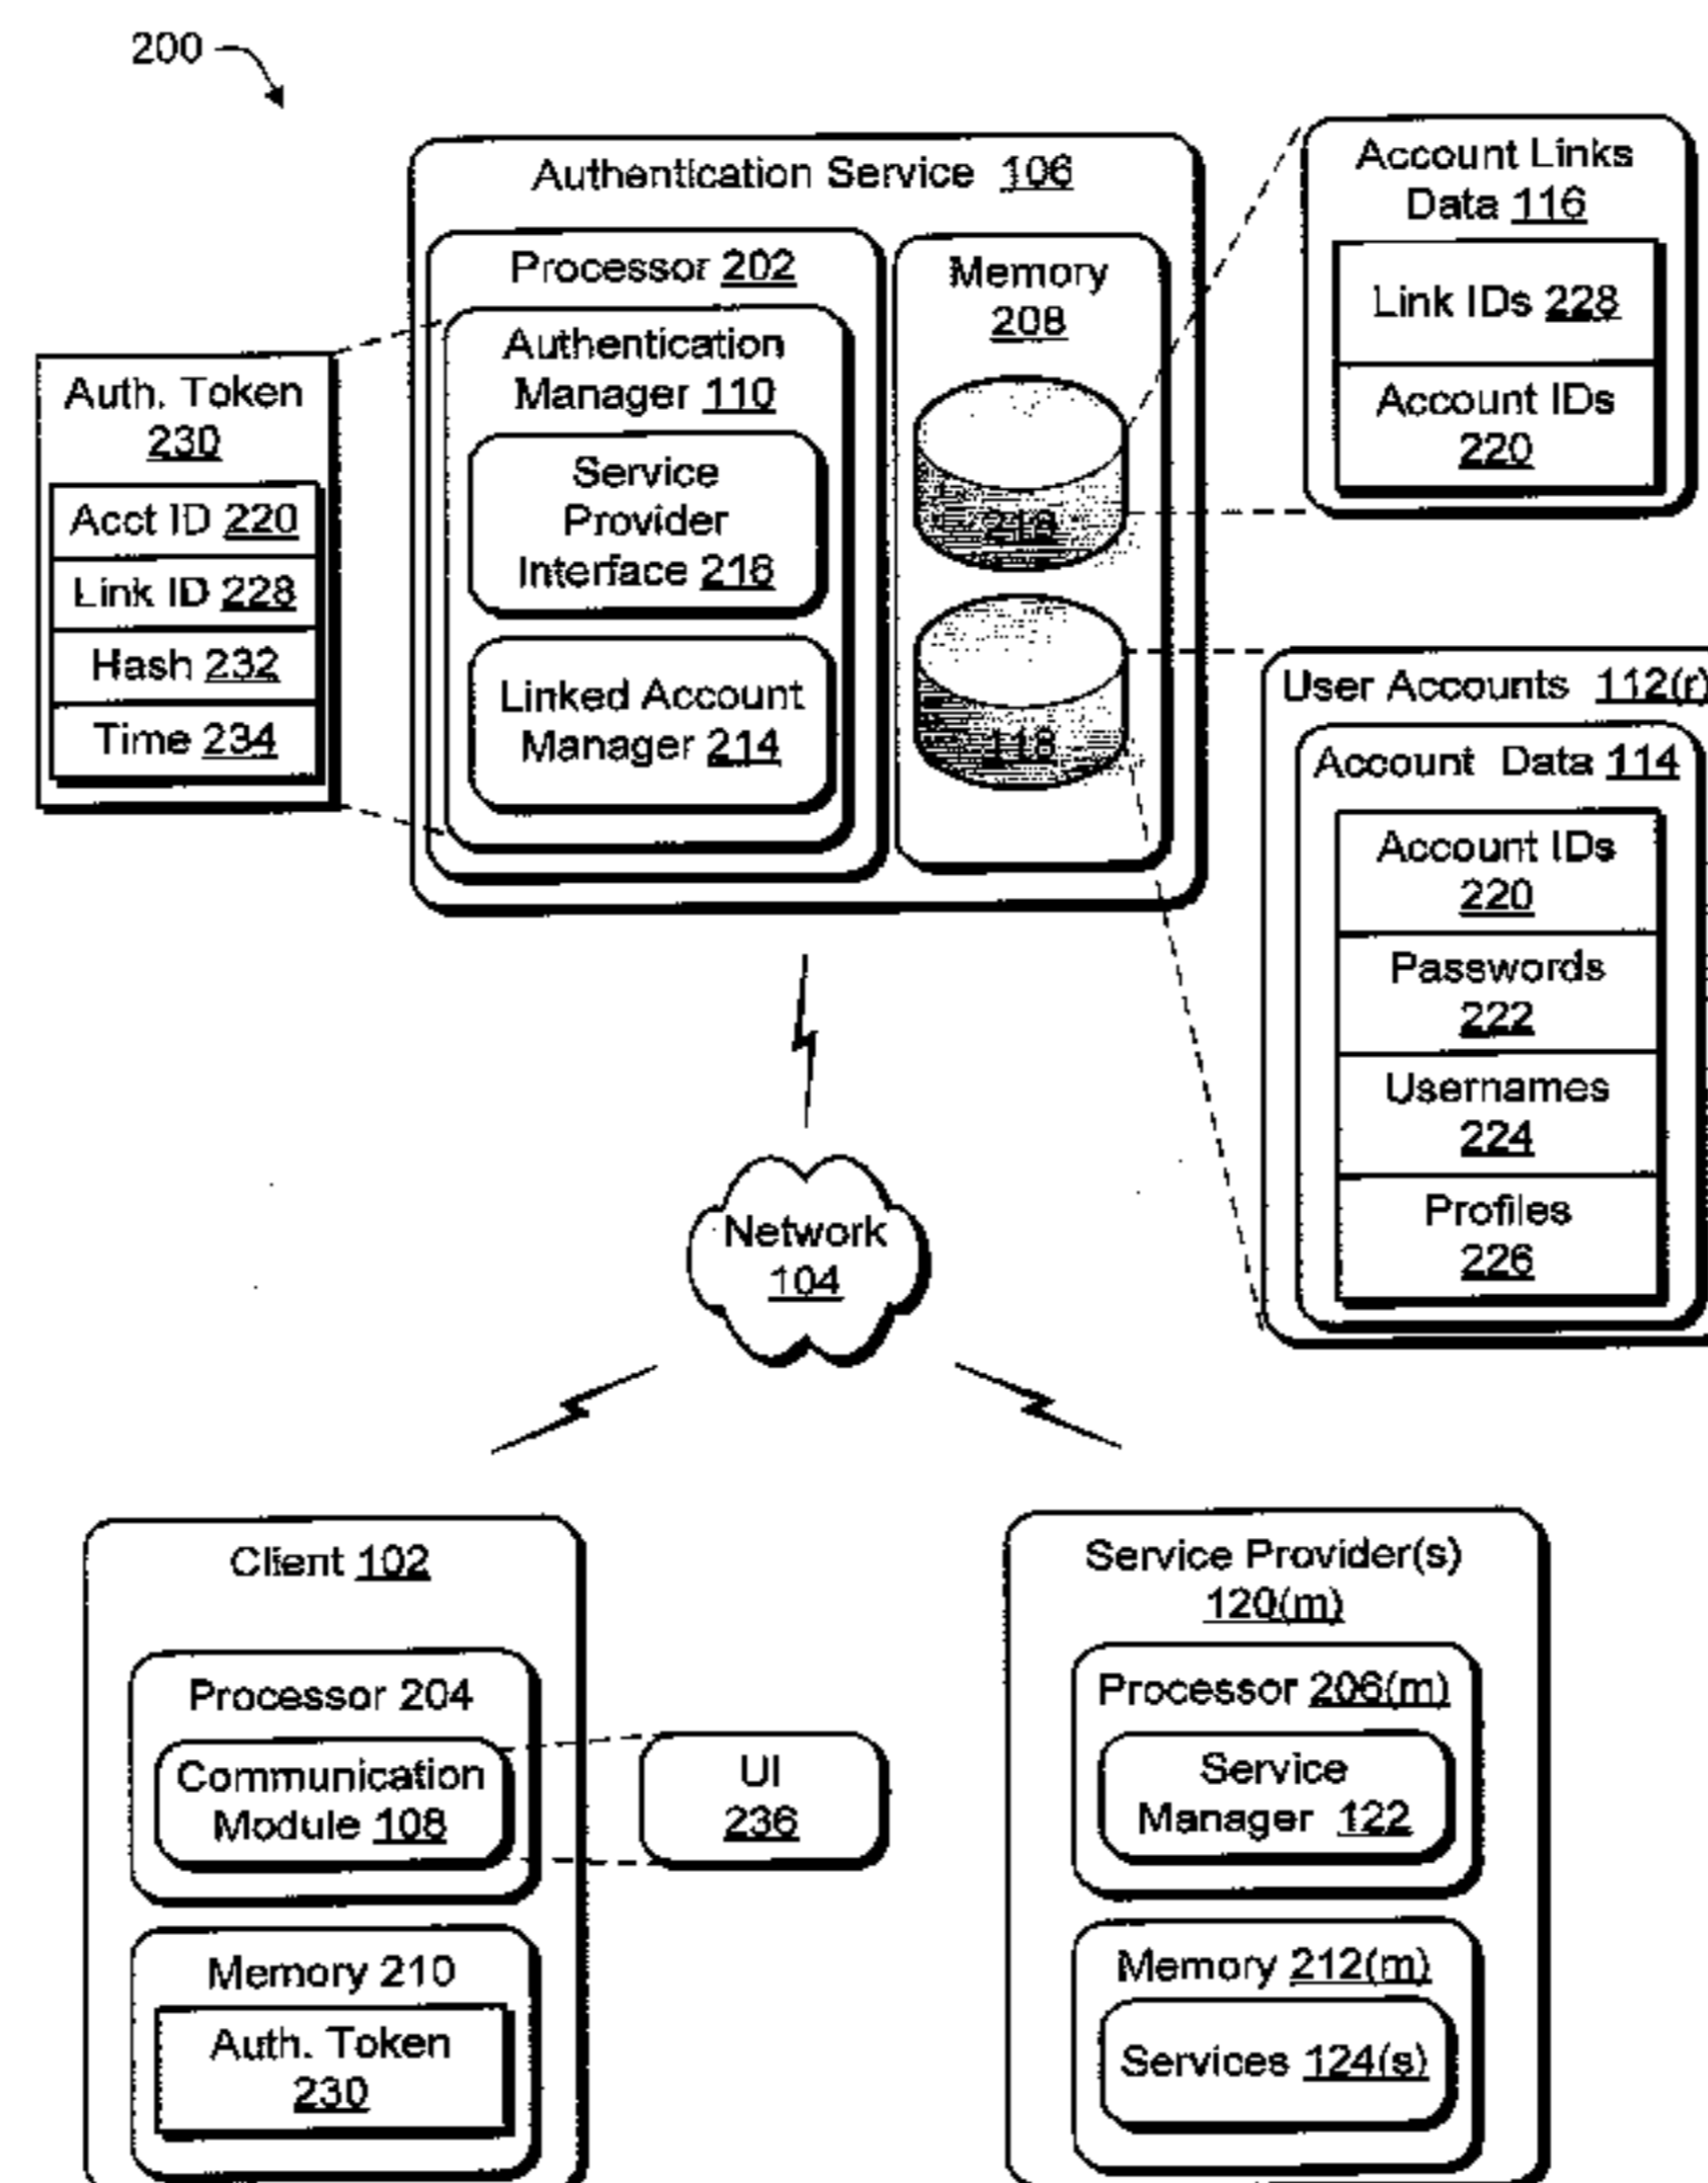 200
Authentication Service 106
Processor 202
Authentication
Manager 110
Service
Provider
Interface 216
Linked Account
Manager 214
Memory
208
218
118
Auth. Token
230
Acct ID 220
Link ID 228
Hash 232
Time 234
Account Links
Data 116
Link IDs 228
Account IDs
220
User Accounts 112(r)
Account Data 114
Account IDs
220
Passwords
222
Usernames
224
Profiles
226
Network
104
Client 102
Processor 204
Communication
Module 108
UI
236
Memory 210
Auth. Token
230
Service Provider(s)
120(m)
Processor 206(m)
Service
Manager 122
Memory 212(m)
Services 124(s)